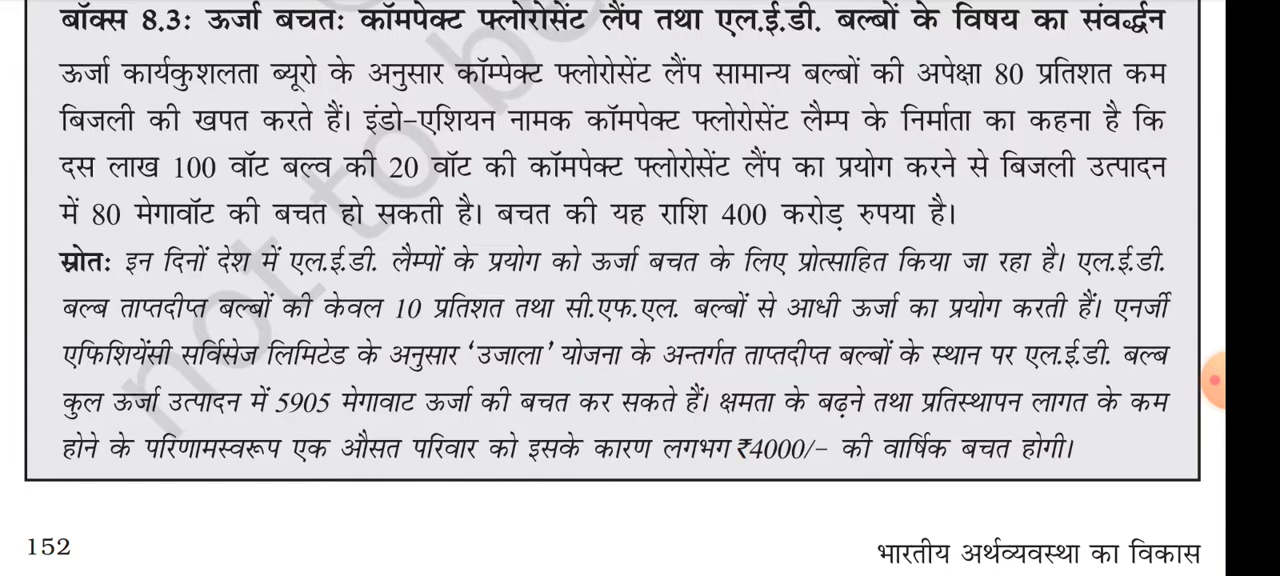 बॉक्स 8.3: ऊर्जा बचत: कॉमपेक्ट फ्लोरोसेंट लैंप तथा एल.ई.डी. बल्बों के विषय का संवर्द्धन
ऊर्जा कार्यकुशलता ब्यूरो के अनुसार कॉम्पेक्ट फ्लोरोसेंट लैंप सामान्य बल्बों की अपेक्षा 80 प्रतिशत कम
बिजली की खपत करते हैं। इंडो-एशियन नामक कॉमपेक्ट फ्लोरोसेंट लैम्प के निर्माता का कहना है कि
दस लाख 100 वॉट बल्व की 20 वॉट की कॉमपेक्ट फ्लोरोसेंट लैंप का प्रयोग करने से बिजली उत्पादन
में 80 मेगावॉट की बचत हो सकती है। बचत की यह राशि 400 करोड़ रुपया है।
स्रोत: इन दिनों देश में एल.ई.डी. लैम्पों के प्रयोग को ऊर्जा बचत के लिए प्रोत्साहित किया जा रहा है। एल.ई.डी.
बल्ब ताप्तदीप्त बल्बों की केवल 10 प्रतिशत तथा सी.एफ.एल. बल्बों से आधी ऊर्जा का प्रयोग करती हैं। एनर्जी
एफिशियेंसी सर्विसेज लिमिटेड के अनुसार ‘उजाला’ योजना के अन्तर्गत ताप्तदीप्त बल्बों के स्थान पर एल.ई.डी. बल्ब
कुल ऊर्जा उत्पादन में 5905 मेगावाट ऊर्जा की बचत कर सकते हैं। क्षमता के बढ़ने तथा प्रतिस्थापन लागत के कम
होने के परिणामस्वरूप एक औसत परिवार को इसके कारण लगभग ₹4000/- की वार्षिक बचत होगी।
not to be
152
भारतीय अर्थव्यवस्था का विकास